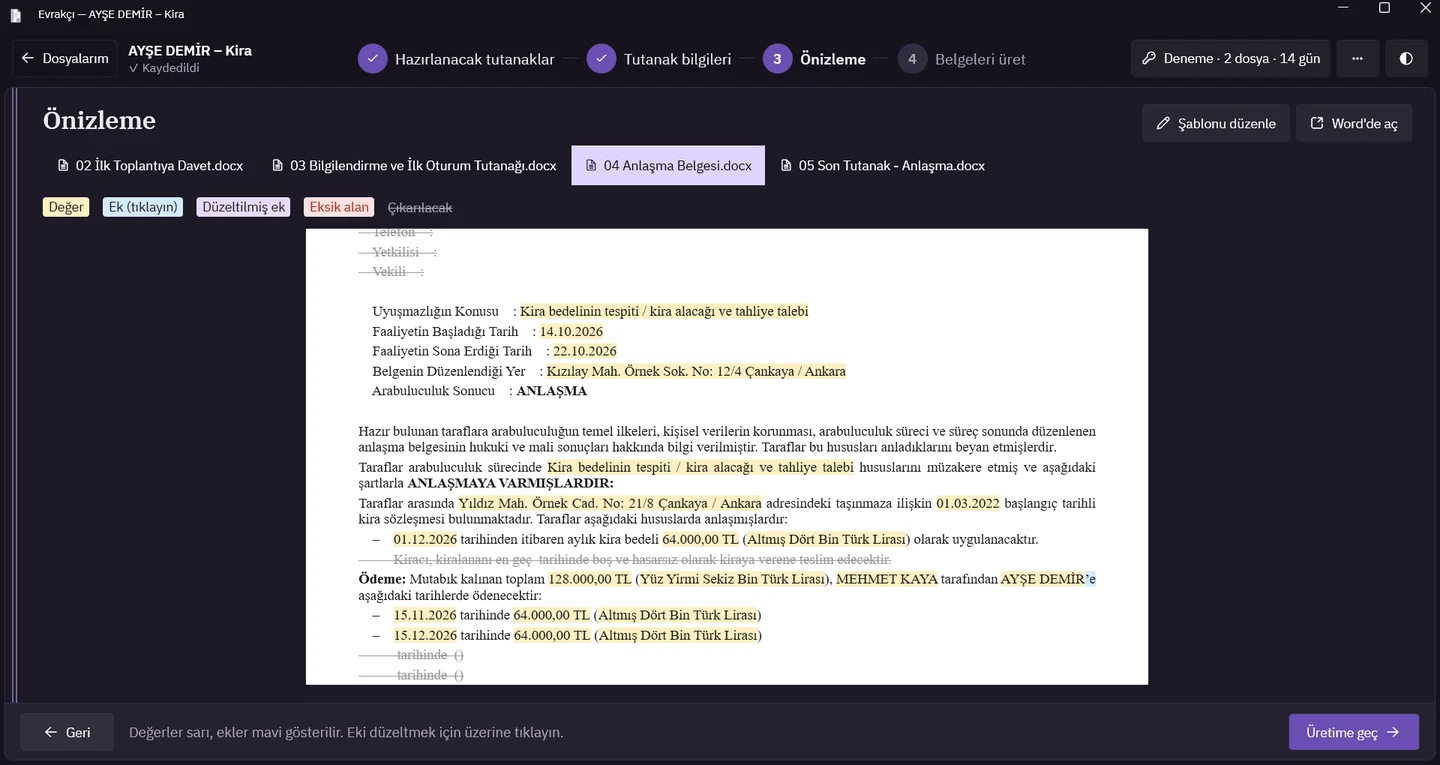 Evrakçı — AYŞE DEMİR – Kira
Dosyalarım
AYŞE DEMİR – Kira
✓ Kaydedildi
Hazırlanacak tutanaklar
Tutanak bilgileri
3 Önizleme
4 Belgeleri üret
Deneme · 2 dosya · 14 gün
Önizleme
Şablonu düzenle
Word'de aç
02 İlk Toplantıya Davet.docx
03 Bilgilendirme ve İlk Oturum Tutanağı.docx
04 Anlaşma Belgesi.docx
05 Son Tutanak - Anlaşma.docx
Değer
Ek (tıklayın)
Düzeltilmiş ek
Eksik alan
Çıkarılacak
Telefon :
Yetkilisi :
Vekili :
Uyuşmazlığın Konusu : Kira bedelinin tespiti / kira alacağı ve tahliye talebi
Faaliyetin Başladığı Tarih : 14.10.2026
Faaliyetin Sona Erdiği Tarih : 22.10.2026
Belgenin Düzenlendiği Yer : Kızılay Mah. Örnek Sok. No: 12/4 Çankaya / Ankara
Arabuluculuk Sonucu : ANLAŞMA
Hazır bulunan taraflara arabuluculuğun temel ilkeleri, kişisel verilerin korunması, arabuluculuk süreci ve süreç sonunda düzenlenen
anlaşma belgesinin hukuki ve mali sonuçları hakkında bilgi verilmiştir. Taraflar bu hususları anladıklarını beyan etmişlerdir.
Taraflar arabuluculuk sürecinde Kira bedelinin tespiti / kira alacağı ve tahliye talebi hususlarını müzakere etmiş ve aşağıdaki
şartlarla ANLAŞMAYA VARMIŞLARDIR:
Taraflar arasında Yıldız Mah. Örnek Cad. No: 21/8 Çankaya / Ankara adresindeki taşınmaza ilişkin 01.03.2022 başlangıç tarihli
kira sözleşmesi bulunmaktadır. Taraflar aşağıdaki hususlarda anlaşmışlardır:
– 01.12.2026 tarihinden itibaren aylık kira bedeli 64.000,00 TL (Altmış Dört Bin Türk Lirası) olarak uygulanacaktır.
Kiracı, kiralananı en geç tarihinde boş ve hasarsız olarak kiraya verene teslim edecektir.
Ödeme: Mutabık kalınan toplam 128.000,00 TL (Yüz Yirmi Sekiz Bin Türk Lirası), MEHMET KAYA tarafından AYŞE DEMİR’e
aşağıdaki tarihlerde ödenecektir:
– 15.11.2026 tarihinde 64.000,00 TL (Altmış Dört Bin Türk Lirası)
– 15.12.2026 tarihinde 64.000,00 TL (Altmış Dört Bin Türk Lirası)
tarihinde ()
tarihinde ()
Geri
Değerler sarı, ekler mavi gösterilir. Eki düzeltmek için üzerine tıklayın.
Üretime geç